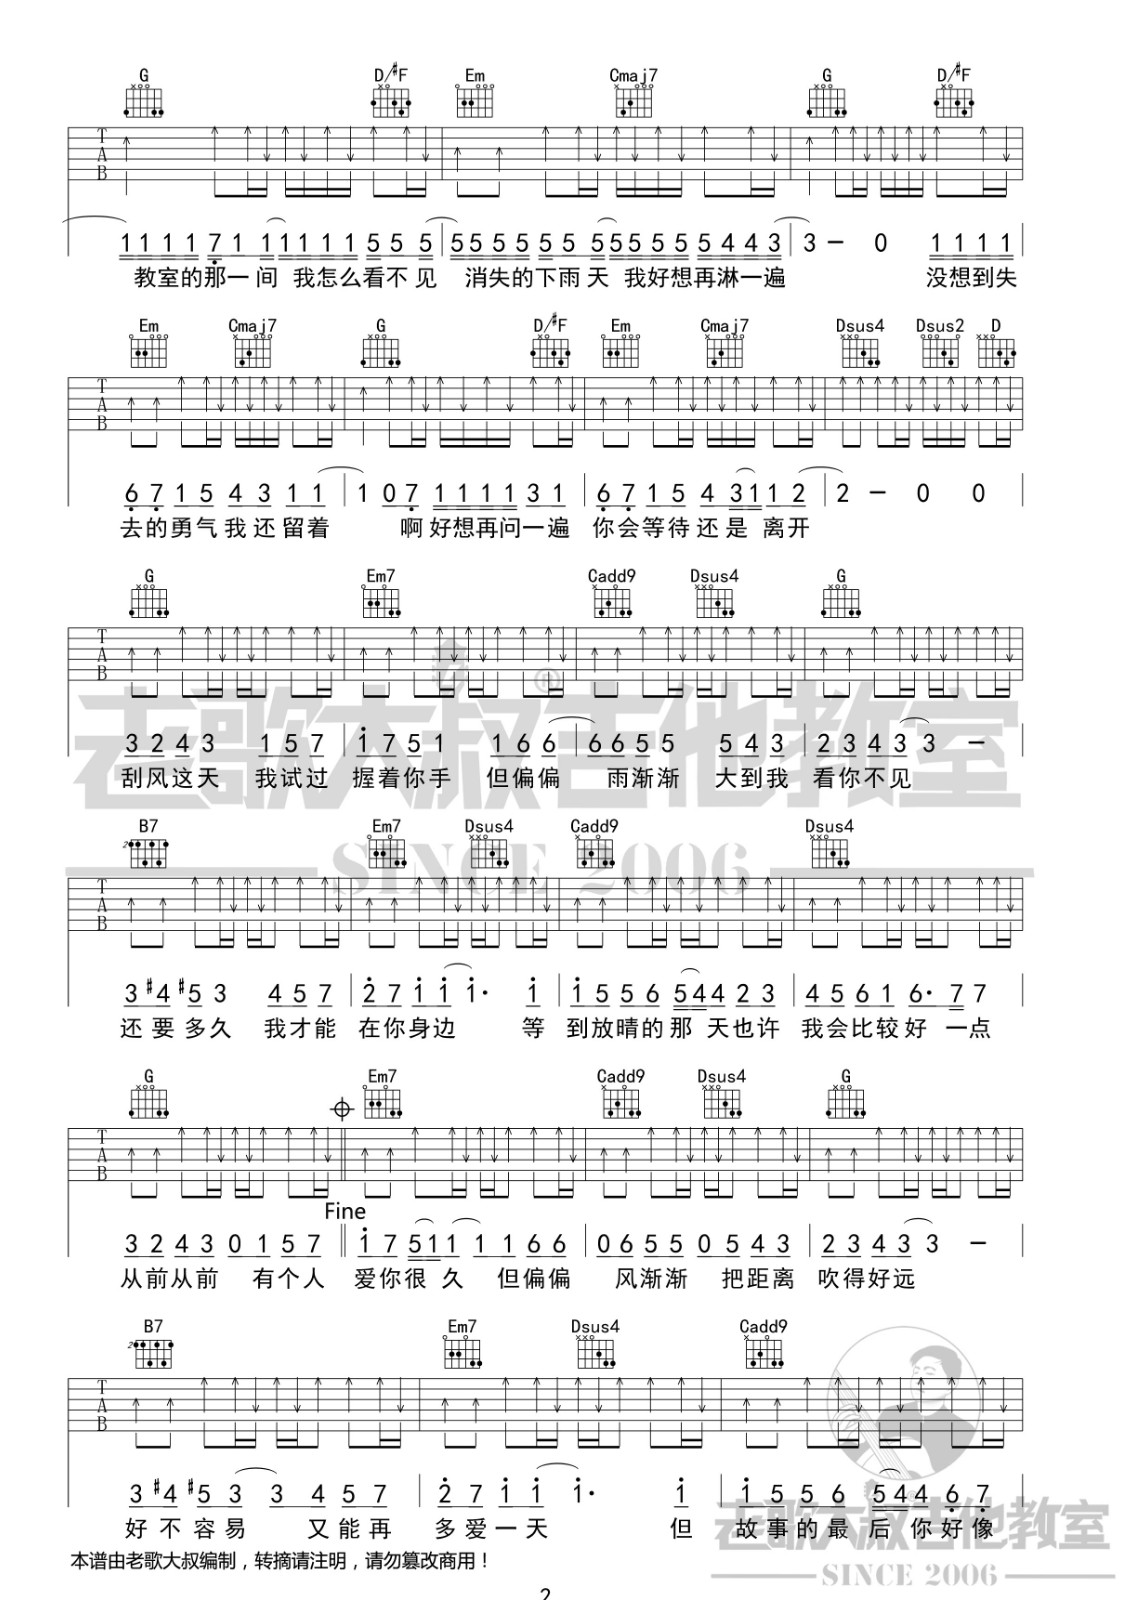 G D/#F Em Cmaj7 G D/#F
T A B
1 1 1 1 7 1 1 1 1 1 1 5 5 5 5 5 5 5 5 5 5 5 5 5 5 5 4 4 3 3 - 0 1 1 1 1
教室的那一间 我怎么看不见 消失的下雨天 我好想再淋一遍 没想到失
Em Cmaj7 G D/#F Em Cmaj7 Dsus4 Dsus2 D
T A B
6 7 1 5 4 3 1 1 1 0 7 1 1 1 1 3 1 6 7 1 5 4 3 1 1 2 2 - 0 0
去的勇气我还留着 啊好想再问一遍 你会等待还是离开
G Em7 Cadd9 Dsus4 G
T A B
3 2 4 3 1 5 7 1 7 5 1 1 6 6 6 6 5 5 5 4 3 2 3 4 3 3 -
刮风这天 我试过 握着你手 但偏偏 雨渐渐 大到我 看你不见
B7 Em7 Dsus4 Cadd9 Dsus4
2
T A B
3 #4 #5 3 4 5 7 2 7 1 1 1· 1 1 5 5 6 5 4 4 2 3 4 5 6 1 6· 7 7
还要多久 我才能 在你身边 等 到放晴的那 天也许 我会比较好 一点
G Em7 Cadd9 Dsus4 G
T A B
Fine
3 2 4 3 0 1 5 7 1 7 5 1 1 1 1 6 6 0 6 5 5 0 5 4 3 2 3 4 3 3 -
从前从前 有个人 爱你很久 但偏偏 风渐渐 把距离 吹得好远
B7 Em7 Dsus4 Cadd9
2
T A B
3 #4 #5 3 3 4 5 7 2 7 1 1 1· 1 1 5 5 6 5 4 4 6 7
好不容易 又能再 多爱一天 但 故事的最后你好像
本谱由老歌大叔编制，转摘请注明，请勿篡改商用！
2
老歌大叔吉他教室
SINCE 2006
老歌大叔吉他教室
SINCE 2006